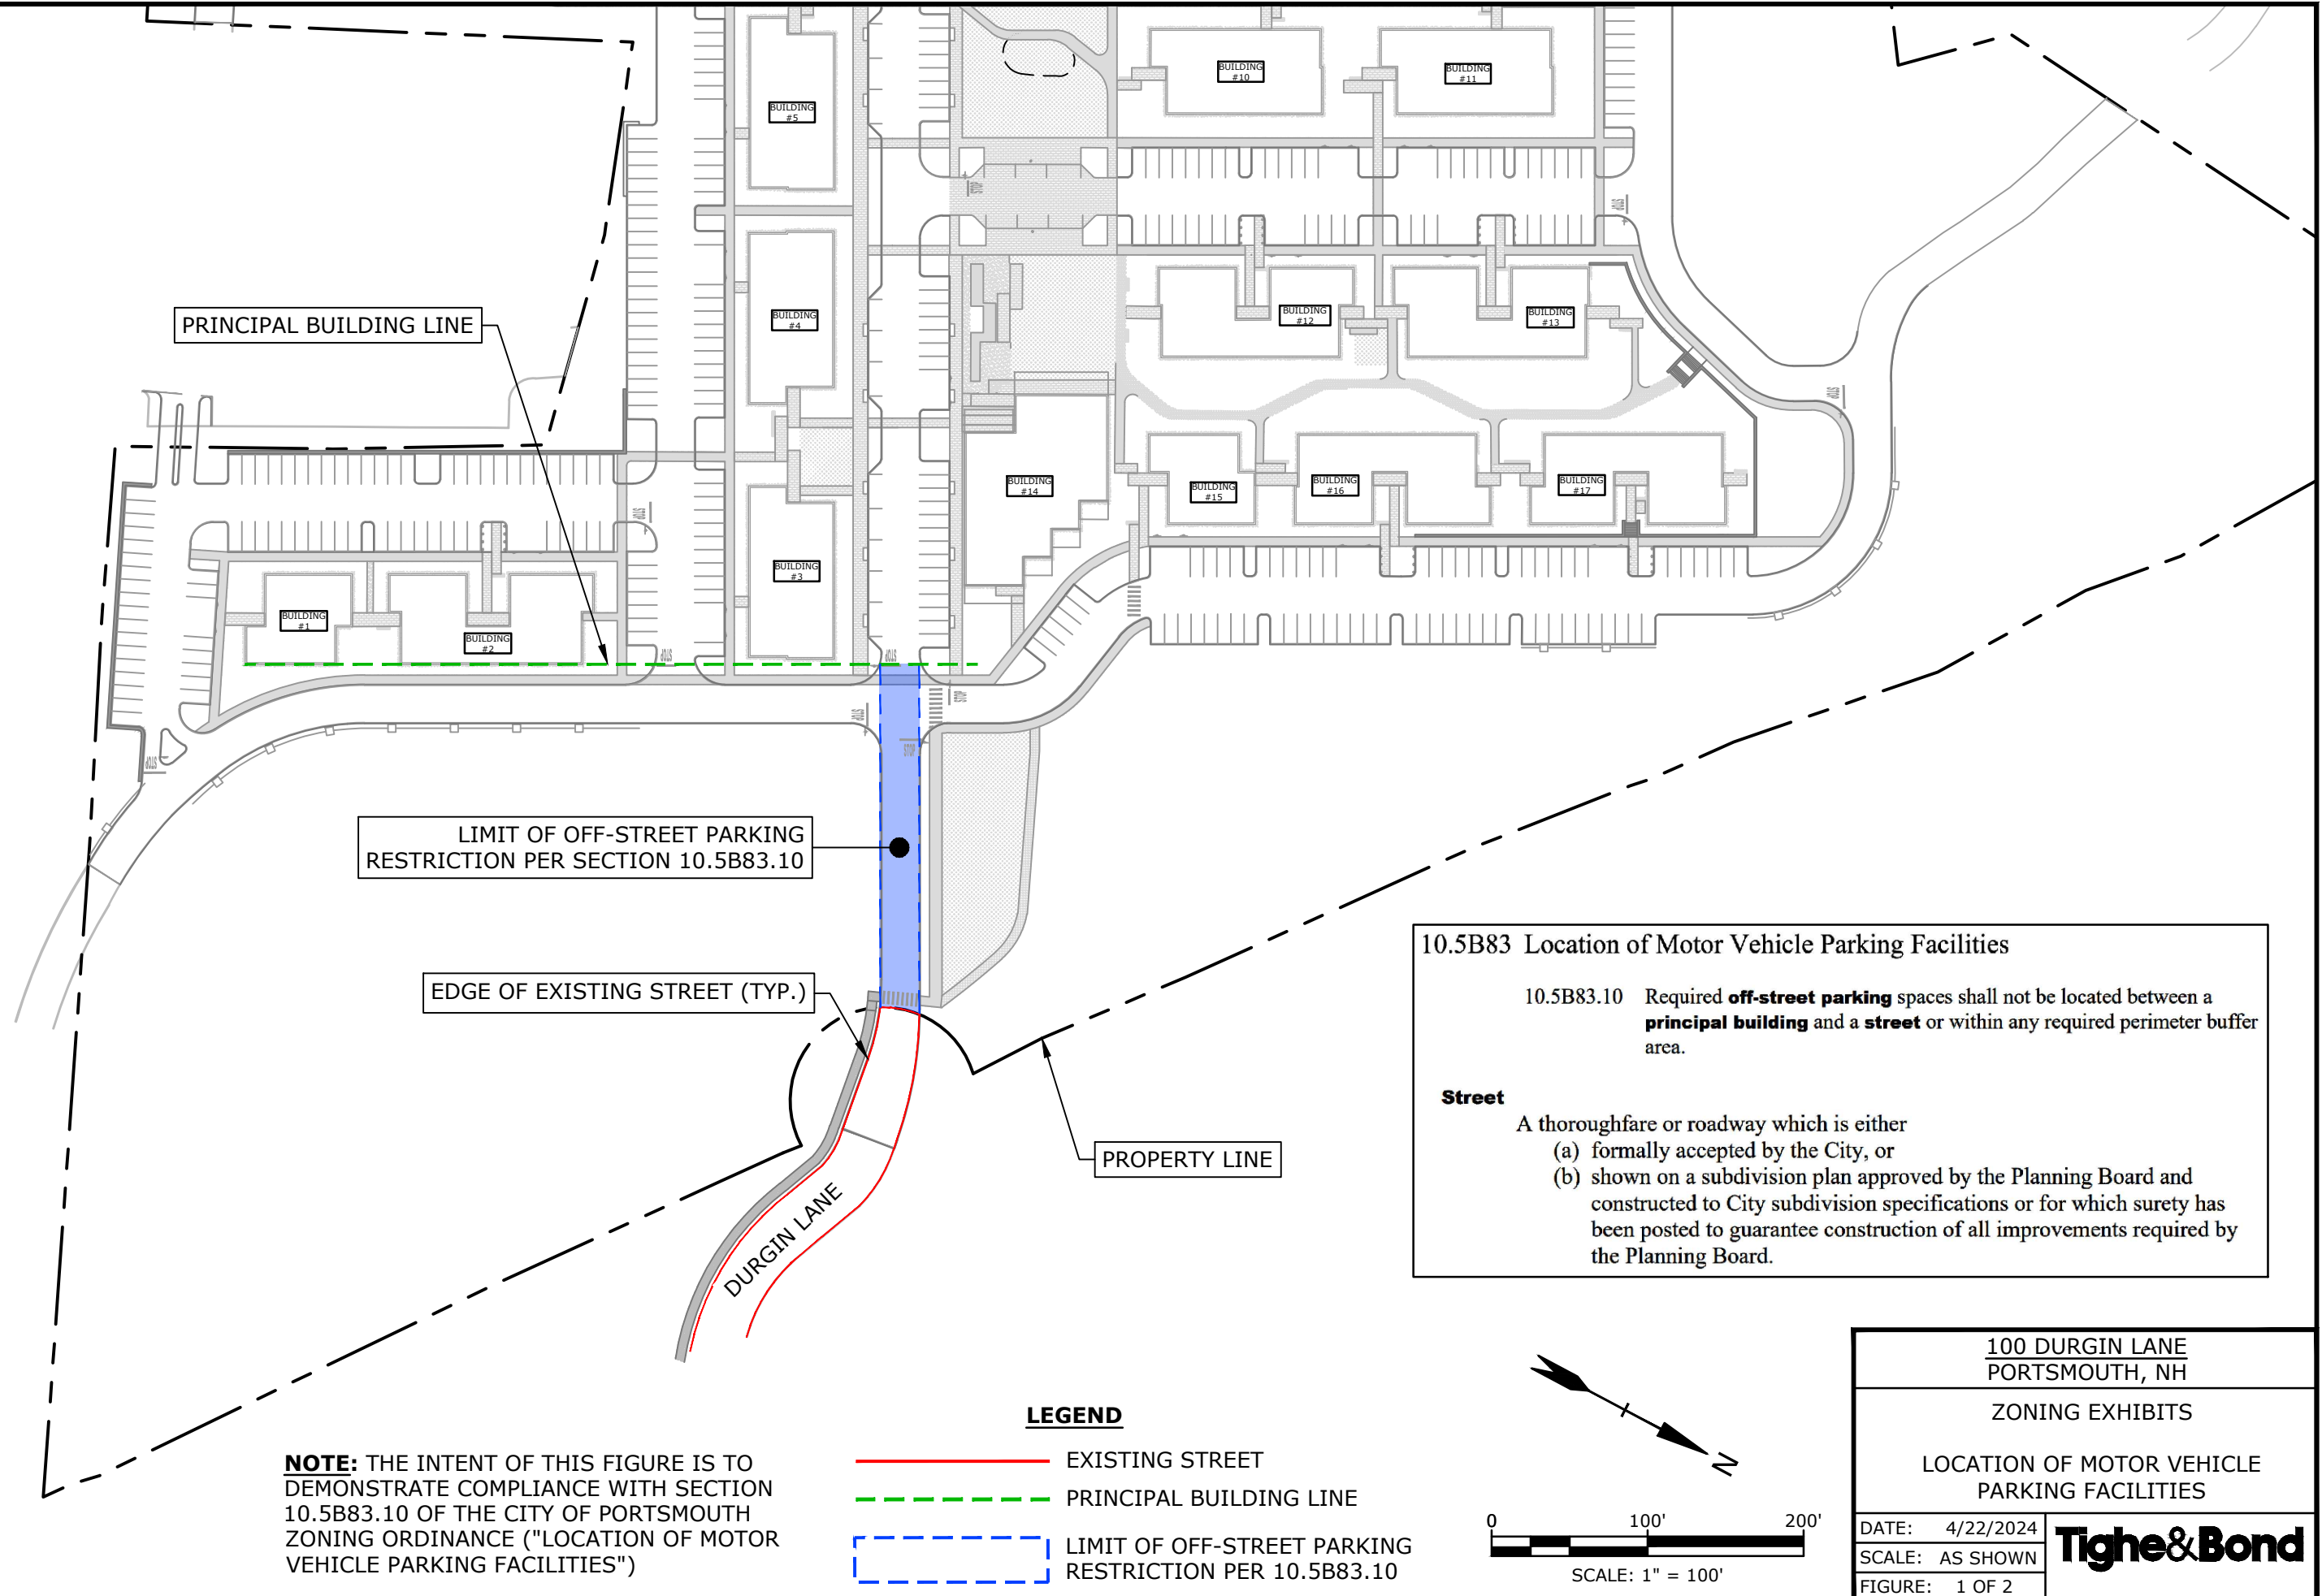 BUILDING
#10
BUILDING
#11
BUILDING
#5
STOP
STOP
BUILDING
#4
BUILDING
#12
BUILDING
#13
PRINCIPAL BUILDING LINE
STOP
BUILDING
#14
BUILDING
#15
BUILDING
#16
BUILDING
#17
STOP
BUILDING
#3
BUILDING
#1
BUILDING
#2
STOP
STOP
STOP
STOP
STOP
STOP
LIMIT OF OFF-STREET PARKING
RESTRICTION PER SECTION 10.5B83.10
EDGE OF EXISTING STREET (TYP.)
PROPERTY LINE
DURGIN LANE
10.5B83 Location of Motor Vehicle Parking Facilities
10.5B83.10 Required off-street parking spaces shall not be located between a
principal building and a street or within any required perimeter buffer
area.
Street
A thoroughfare or roadway which is either
(a) formally accepted by the City, or
(b) shown on a subdivision plan approved by the Planning Board and
constructed to City subdivision specifications or for which surety has
been posted to guarantee construction of all improvements required by
the Planning Board.
NOTE: THE INTENT OF THIS FIGURE IS TO
DEMONSTRATE COMPLIANCE WITH SECTION
10.5B83.10 OF THE CITY OF PORTSMOUTH
ZONING ORDINANCE ("LOCATION OF MOTOR
VEHICLE PARKING FACILITIES")
LEGEND
EXISTING STREET
PRINCIPAL BUILDING LINE
LIMIT OF OFF-STREET PARKING
RESTRICTION PER 10.5B83.10
N
0 100' 200'
SCALE: 1" = 100'
100 DURGIN LANE
PORTSMOUTH, NH
ZONING EXHIBITS
LOCATION OF MOTOR VEHICLE
PARKING FACILITIES
DATE: 4/22/2024
SCALE: AS SHOWN
FIGURE: 1 OF 2
Tighe&Bond